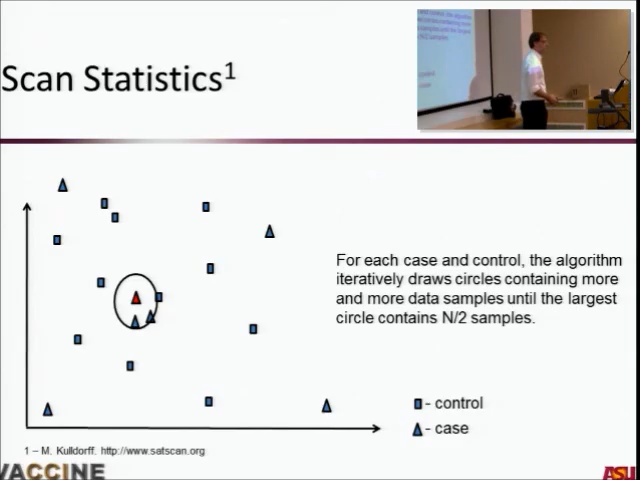 Scan Statistics1
For each case and control, the algorithm
iteratively draws circles containing more
and more data samples until the largest
circle contains N/2 samples.
- control
- case
1 – M. Kulldorff. http://www.satscan.org
VACCINE
ASU